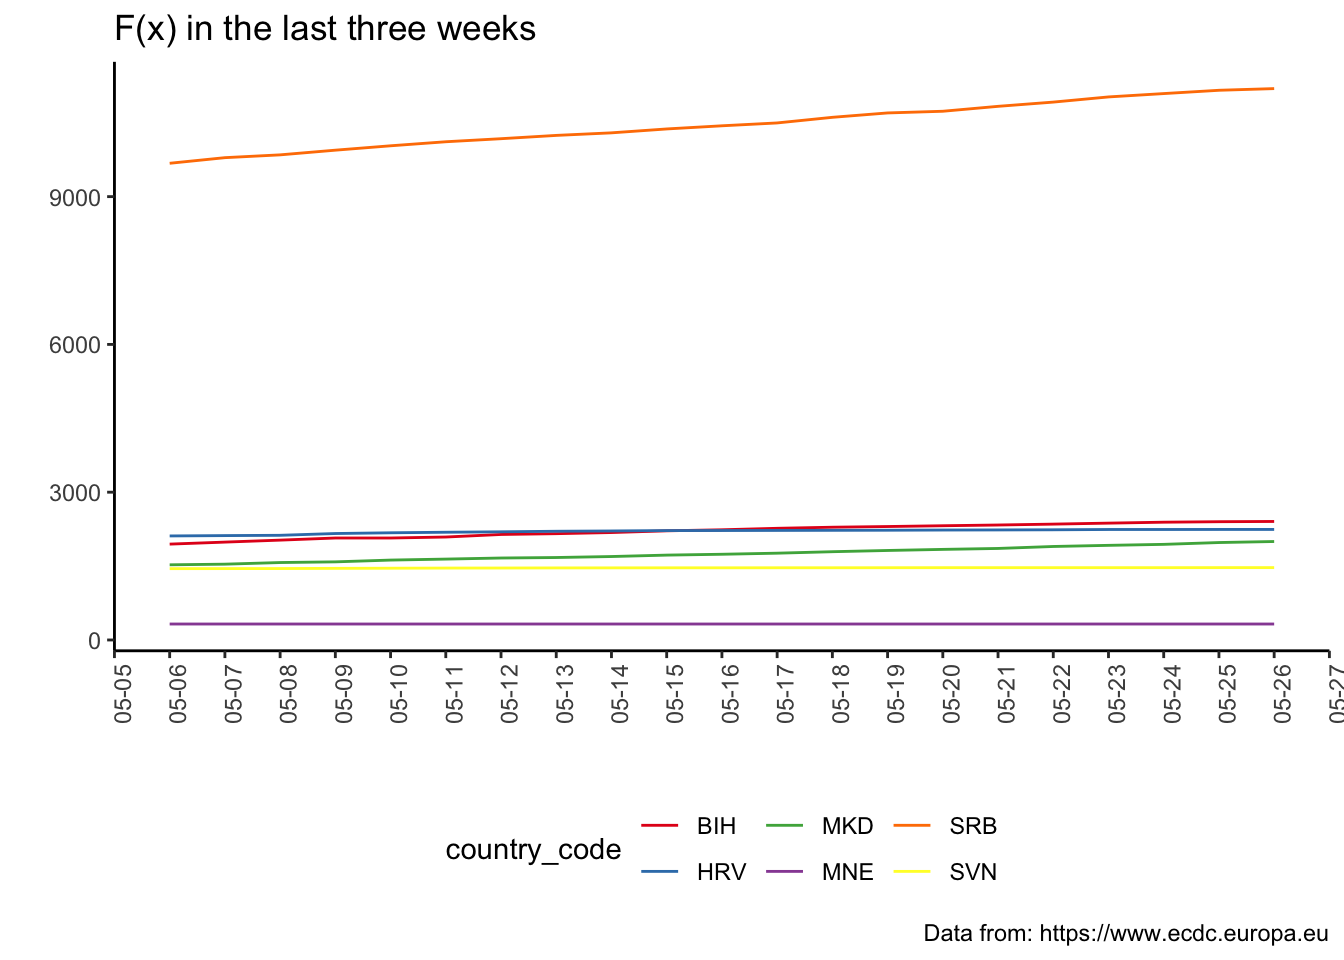 F(x) in the last three weeks
9000
6000
3000
0
05-05 05-06 05-07 05-08 05-09 05-10 05-11 05-12 05-13 05-14 05-15 05-16 05-17 05-18 05-19 05-20 05-21 05-22 05-23 05-24 05-25 05-26 05-27
country_code
BIH MKD SRB
HRV MNE SVN
Data from: https://www.ecdc.europa.eu